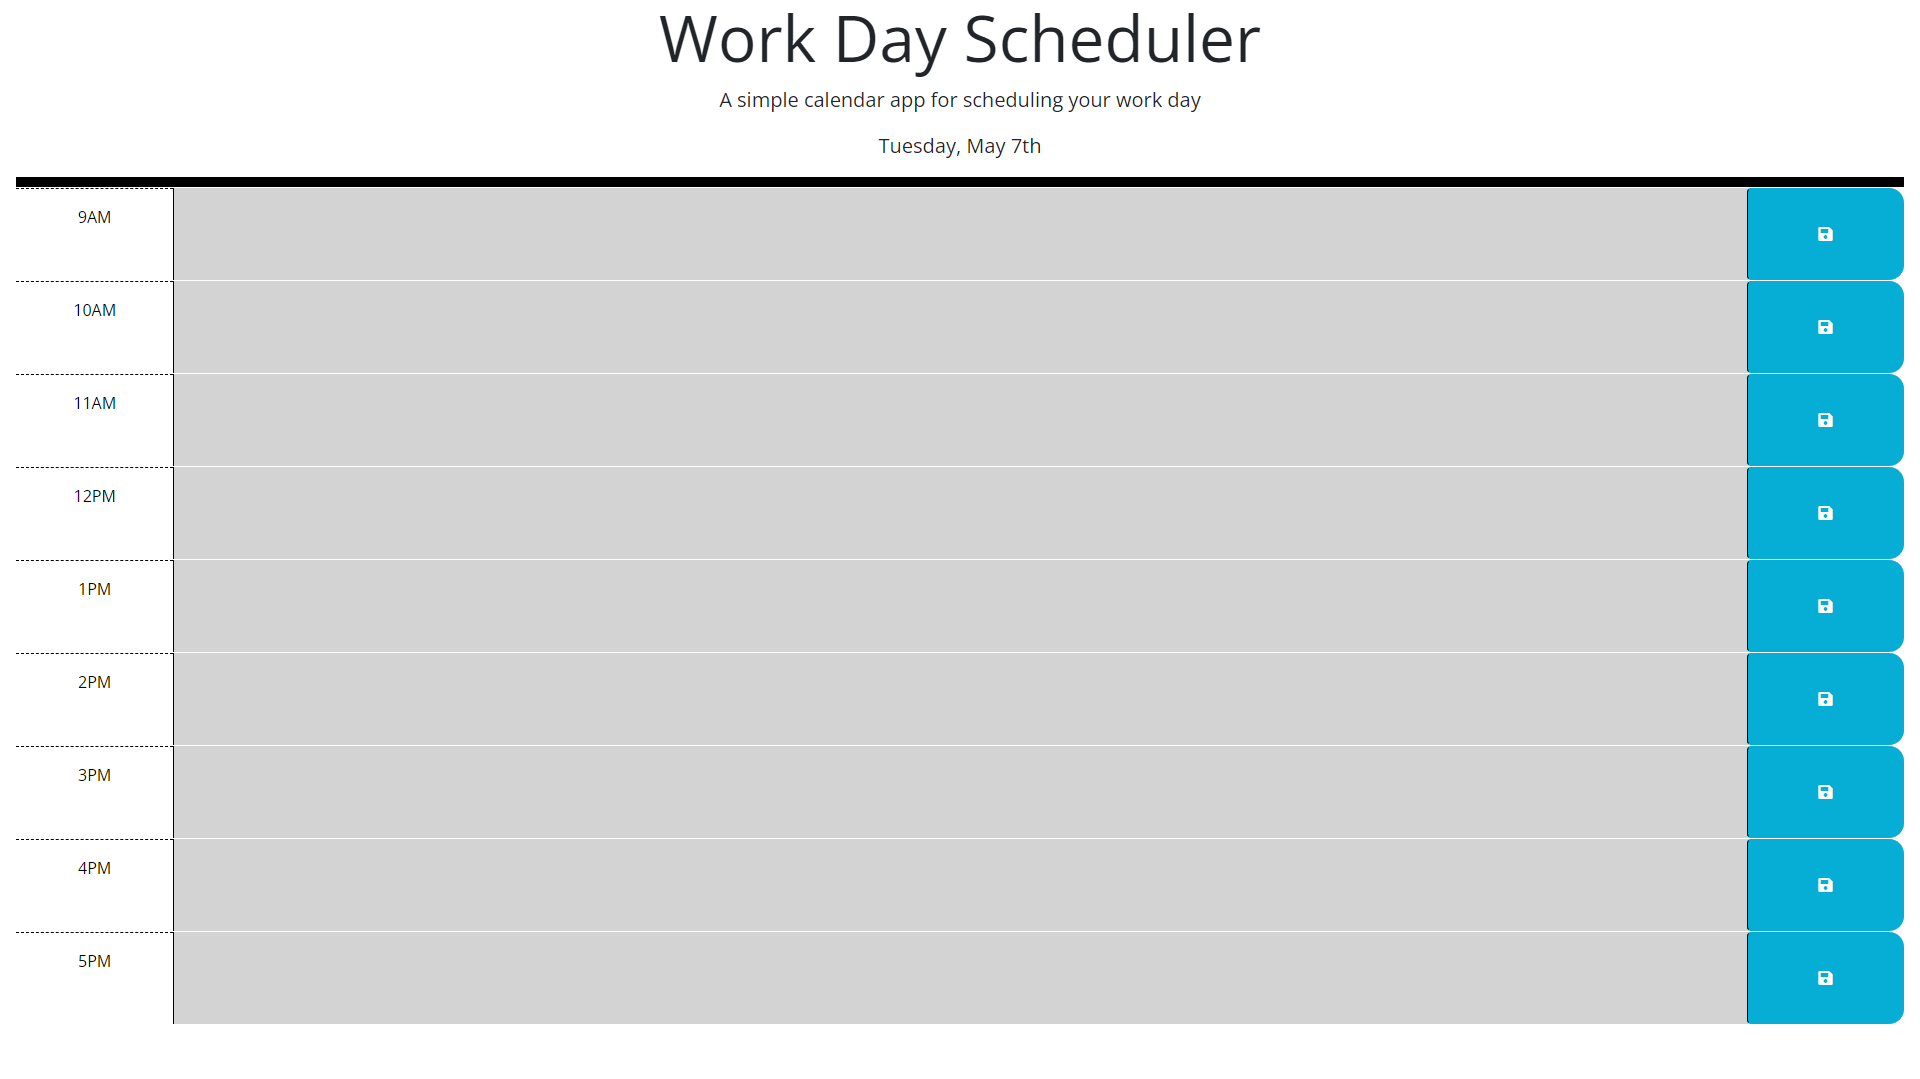 Work Day Scheduler
A simple calendar app for scheduling your work day
Tuesday, May 7th
9AM
10AM
11AM
12PM
1PM
2PM
3PM
4PM
5PM